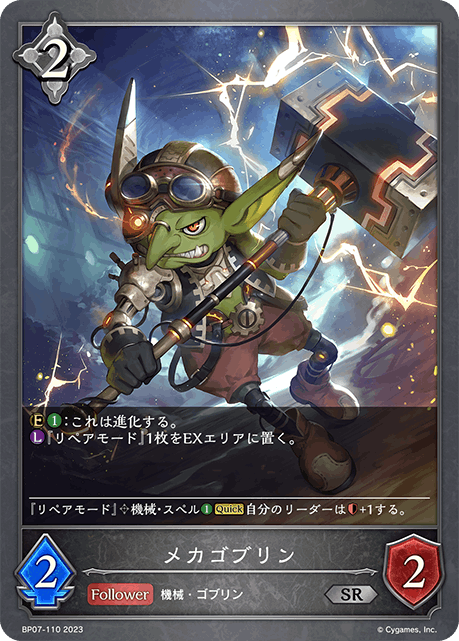 2
E 1：これは進化する。
L 『リペアモード』1枚をEXエリアに置く。
『リペアモード』機械・スペル 1 Quick 自分のリーダーは+1する。
メカゴブリン
2
Follower 機械・ゴブリン
SR
2
BP07-110 2023
© Cygames, Inc.